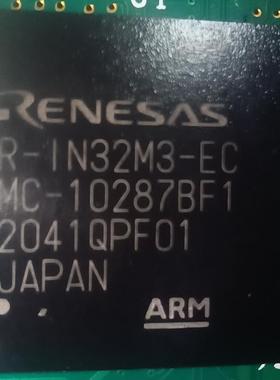 RENESAS
R-IN32M3-EC
MC-10287BF1
2041QPF01
JAPAN
ARM